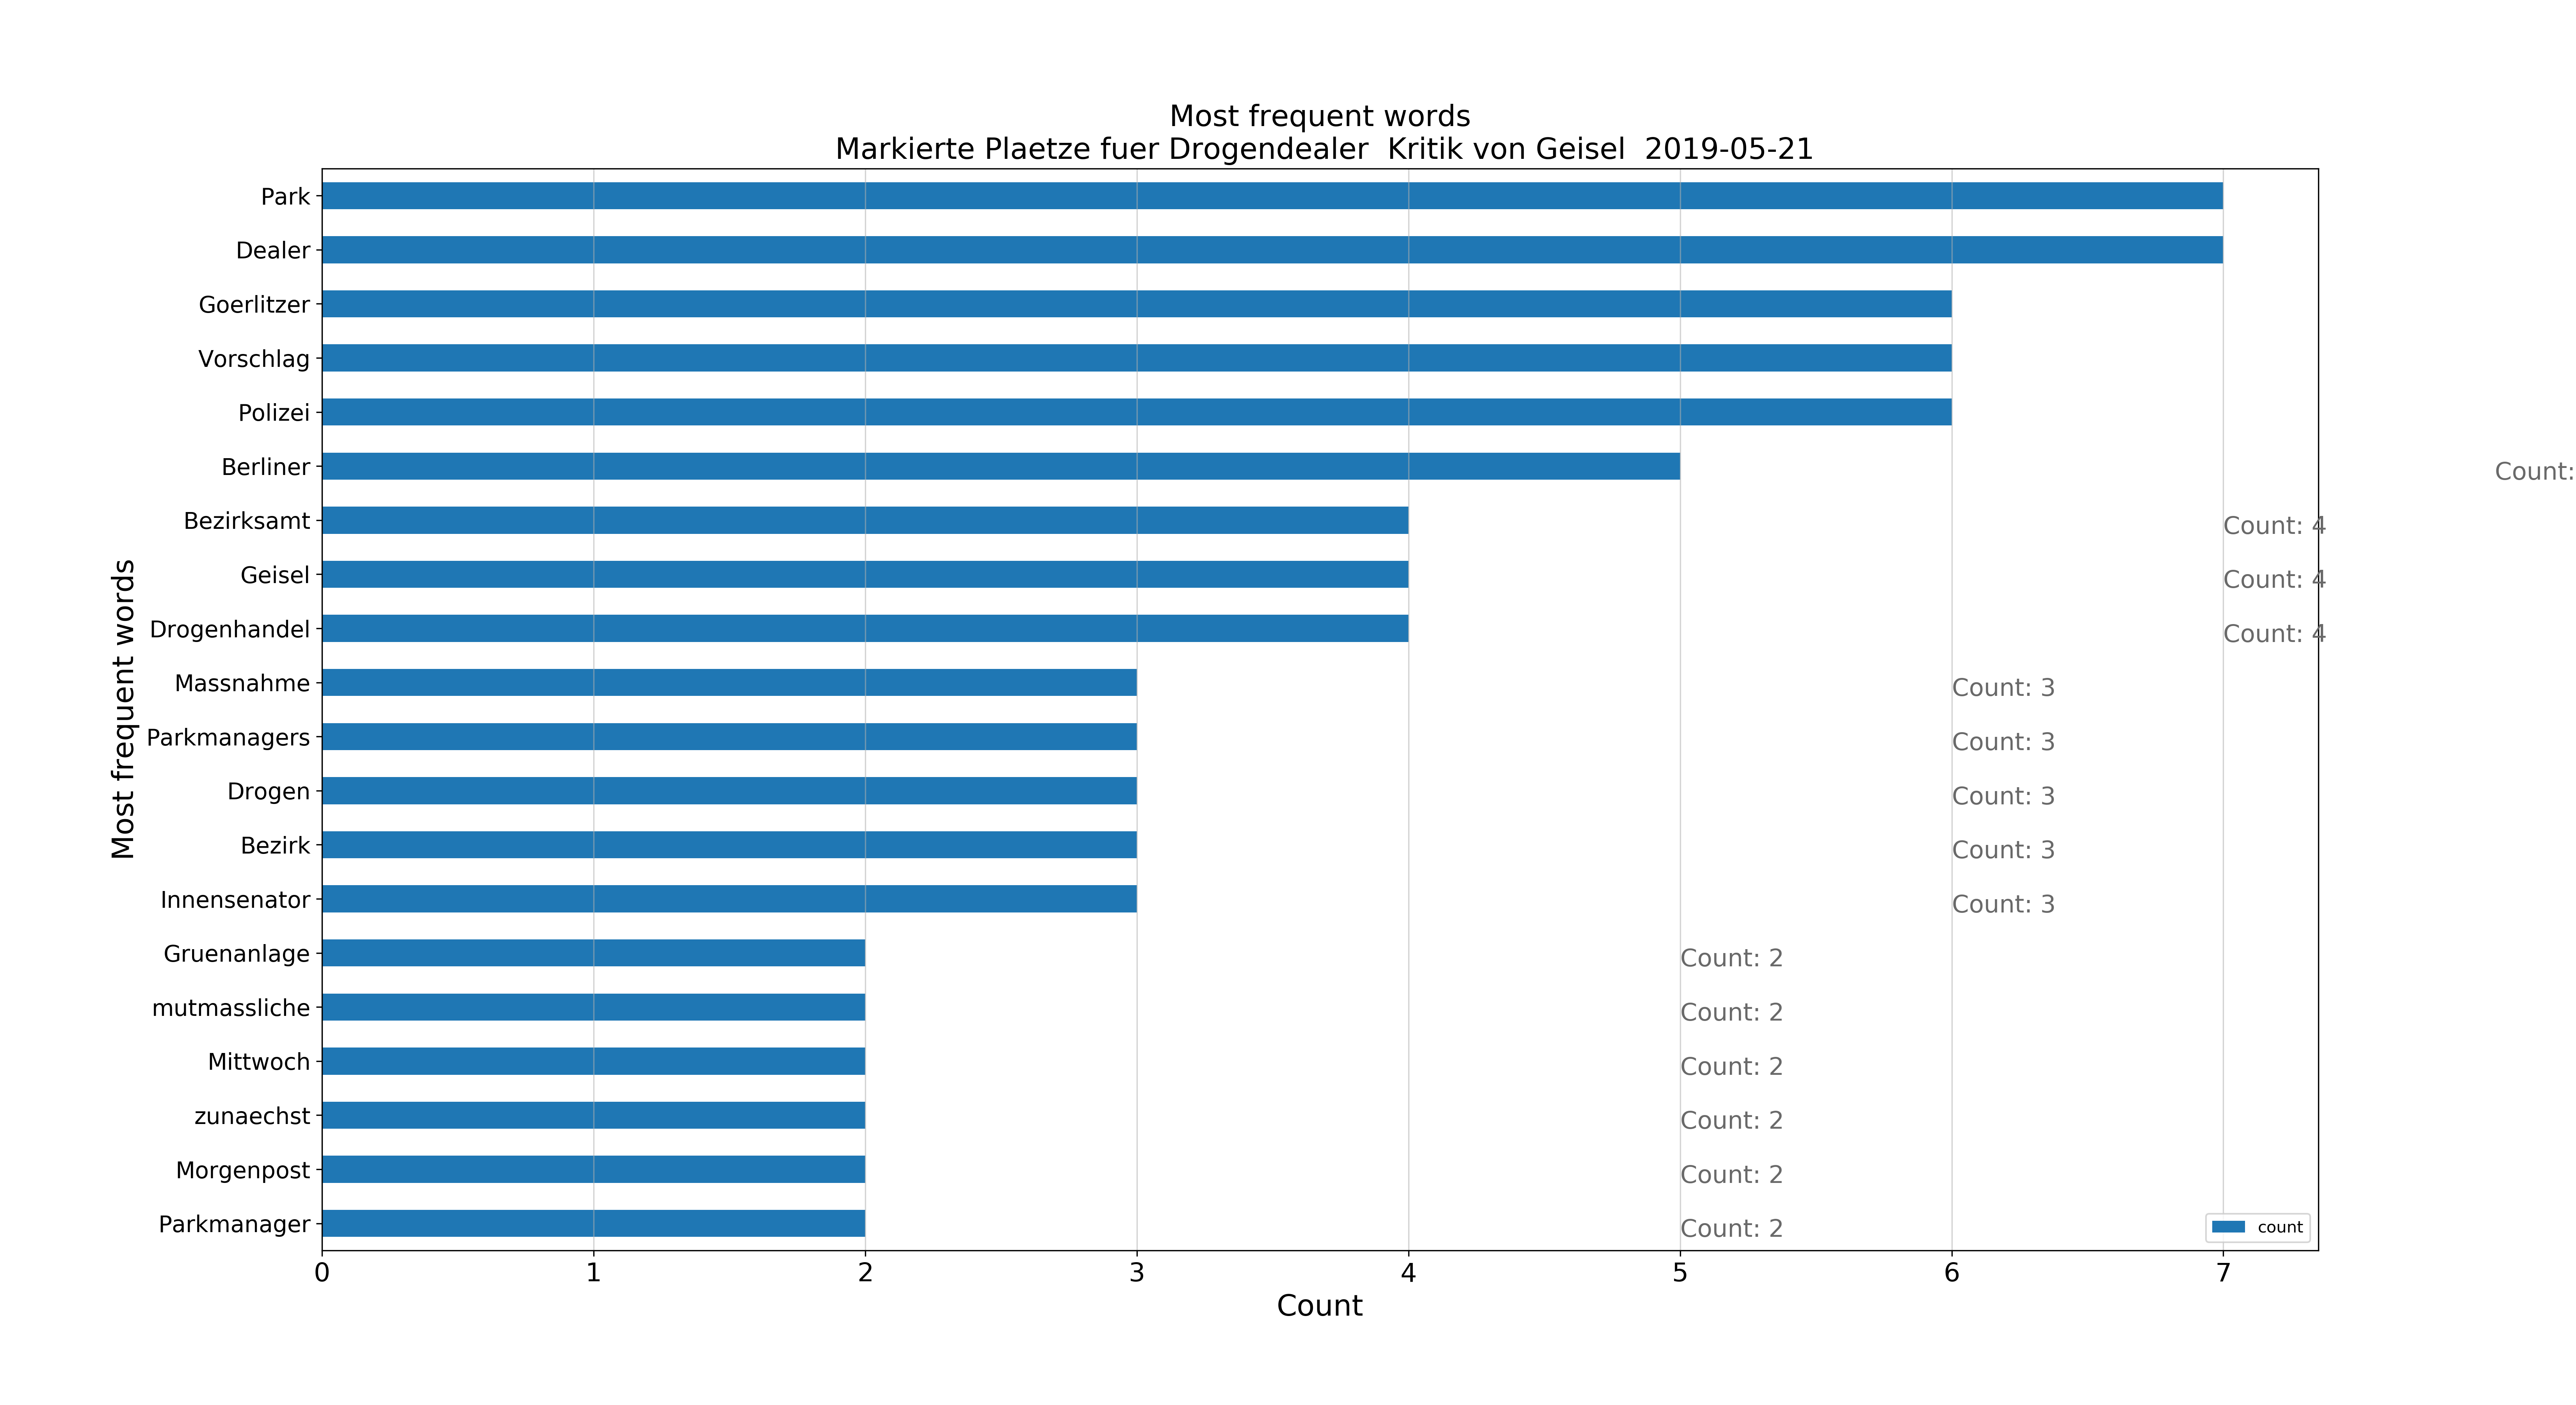 Most frequent words
Markierte Plaetze fuer Drogendealer  Kritik von Geisel  2019-05-21
Most frequent words
Park
Dealer
Goerlitzer
Vorschlag
Polizei
Berliner Count:
Bezirksamt Count: 4
Geisel Count: 4
Drogenhandel Count: 4
Massnahme Count: 3
Parkmanagers Count: 3
Drogen Count: 3
Bezirk Count: 3
Innensenator Count: 3
Gruenanlage Count: 2
mutmassliche Count: 2
Mittwoch Count: 2
zunaechst Count: 2
Morgenpost Count: 2
Parkmanager Count: 2
count
0 1 2 3 4 5 6 7
Count